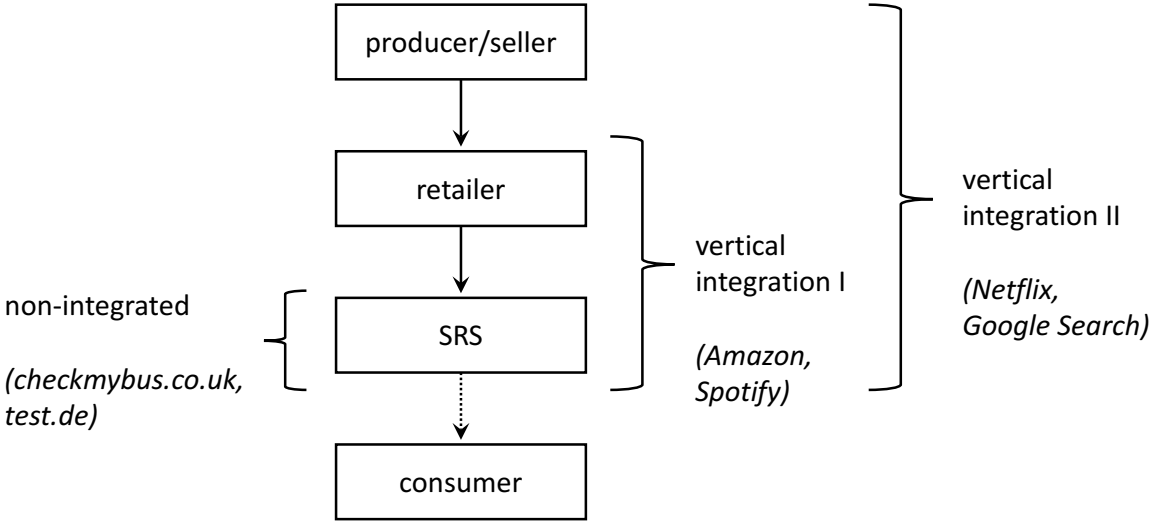 producer/seller
retailer
SRS
consumer
non-integrated
(checkmybus.co.uk,
test.de)
vertical
integration I
(Amazon,
Spotify)
vertical
integration II
(Netflix,
Google Search)